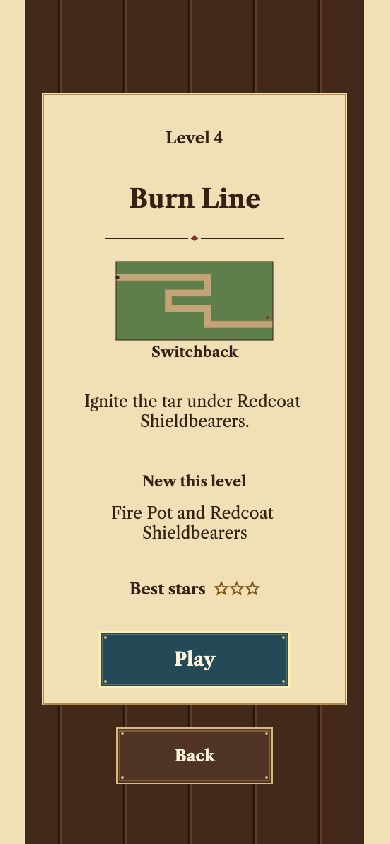 Level 4
Burn Line
Switchback
Ignite the tar under Redcoat
Shieldbearers.
New this level
Fire Pot and Redcoat
Shieldbearers
Best stars
Play
Back